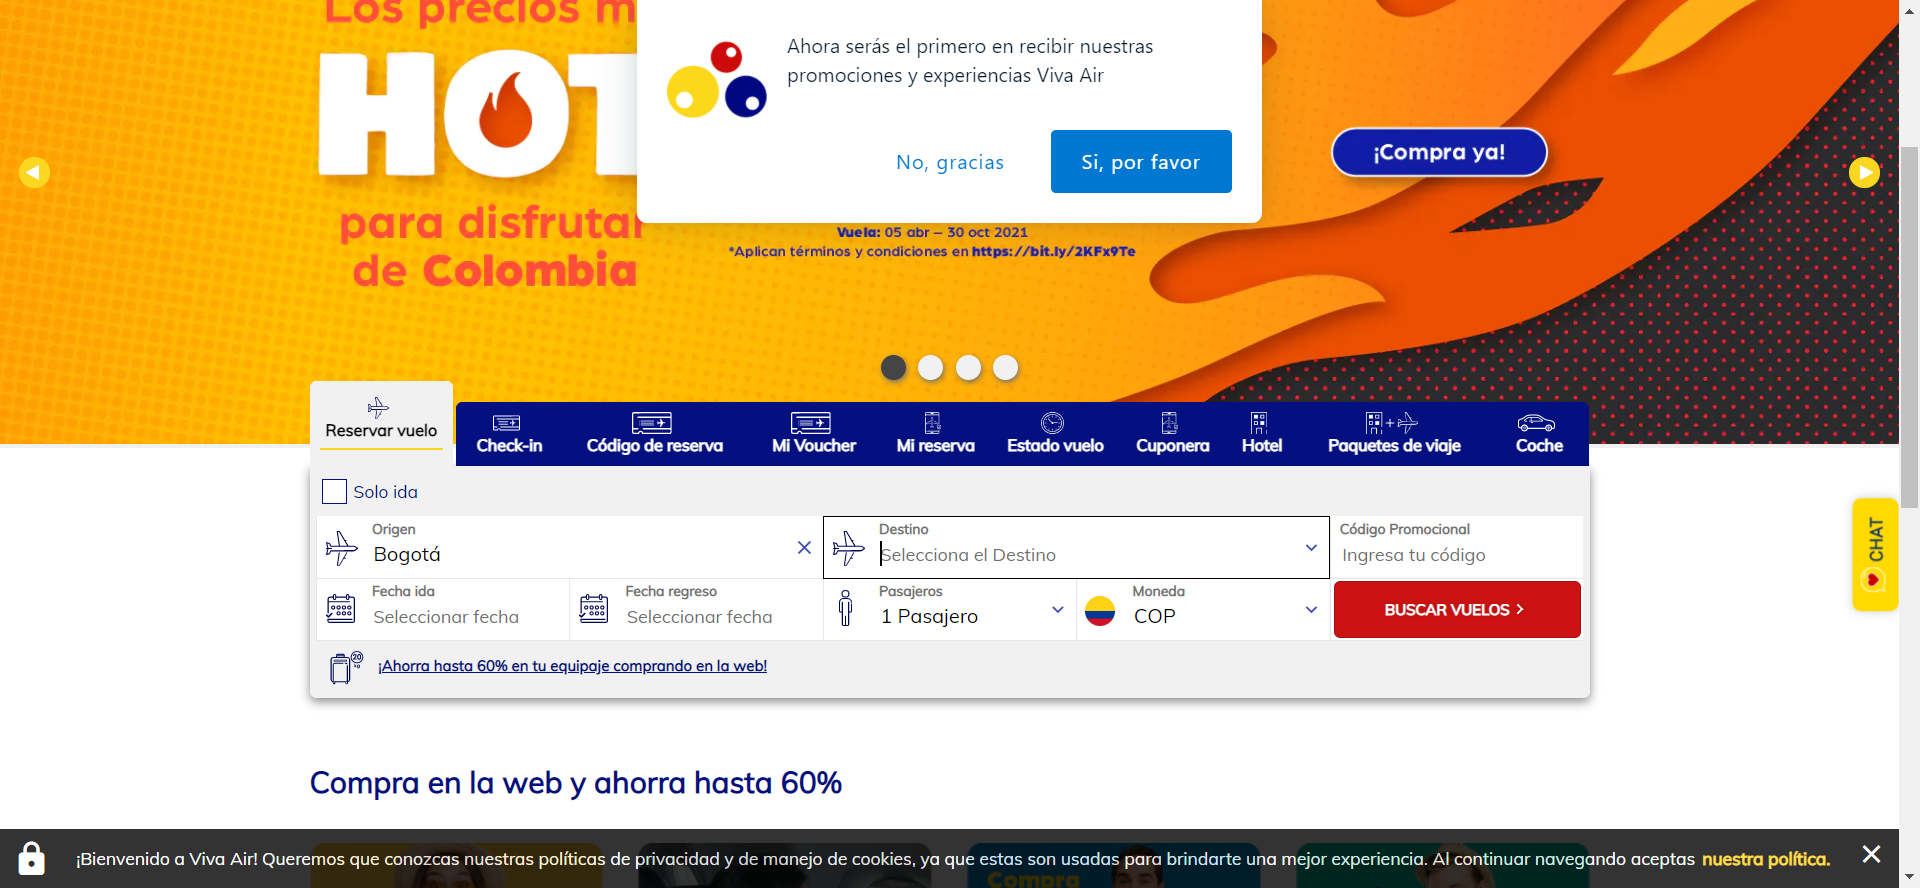 Los precios m
HOT
para disfrutar
de Colombia
Ahora serás el primero en recibir nuestras
promociones y experiencias Viva Air
No, gracias
Si, por favor
¡Compra ya!
Vuela: 05 abr – 30 oct 2021
*Aplican términos y condiciones en https://bit.ly/2KFx9Te
Reservar vuelo
Check-in
Código de reserva
Mi Voucher
Mi reserva
Estado vuelo
Cuponera
Hotel
Paquetes de viaje
Coche
Solo ida
Origen
Bogotá
Destino
Selecciona el Destino
Código Promocional
Ingresa tu código
Fecha ida
Seleccionar fecha
Fecha regreso
Seleccionar fecha
Pasajeros
1 Pasajero
Moneda
COP
BUSCAR VUELOS
20
kg
¡Ahorra hasta 60% en tu equipaje comprando en la web!
CHAT
Compra en la web y ahorra hasta 60%
¡Bienvenido a Viva Air! Queremos que conozcas nuestras políticas de privacidad y de manejo de cookies, ya que estas son usadas para brindarte una mejor experiencia. Al continuar navegando aceptas nuestra política.
Compra